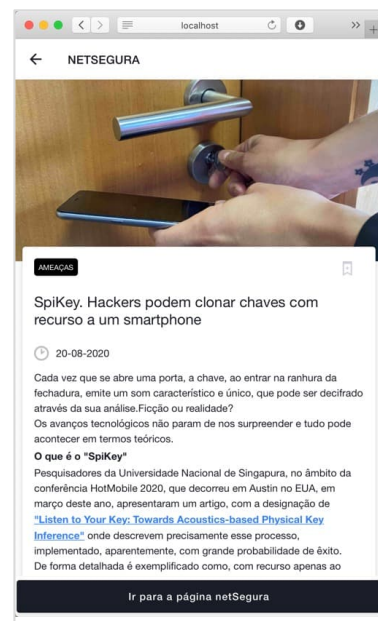 localhost
NETSEGURA
AMEAÇAS
SpiKey. Hackers podem clonar chaves com
recurso a um smartphone
20-08-2020
Cada vez que se abre uma porta, a chave, ao entrar na ranhura da
fechadura, emite um som característico e único, que pode ser decifrado
através da sua análise.Ficção ou realidade?
Os avanços tecnológicos não param de nos surpreender e tudo pode
acontecer em termos teóricos.
O que é o "SpiKey"
Pesquisadores da Universidade Nacional de Singapura, no âmbito da
conferência HotMobile 2020, que decorreu em Austin no EUA, em
março deste ano, apresentaram um artigo, com a designação de
"Listen to Your Key: Towards Acoustics-based Physical Key
Inference" onde descrevem precisamente esse processo,
implementado, aparentemente, com grande probabilidade de êxito.
De forma detalhada é exemplificado como, com recurso apenas ao
Ir para a página netSegura